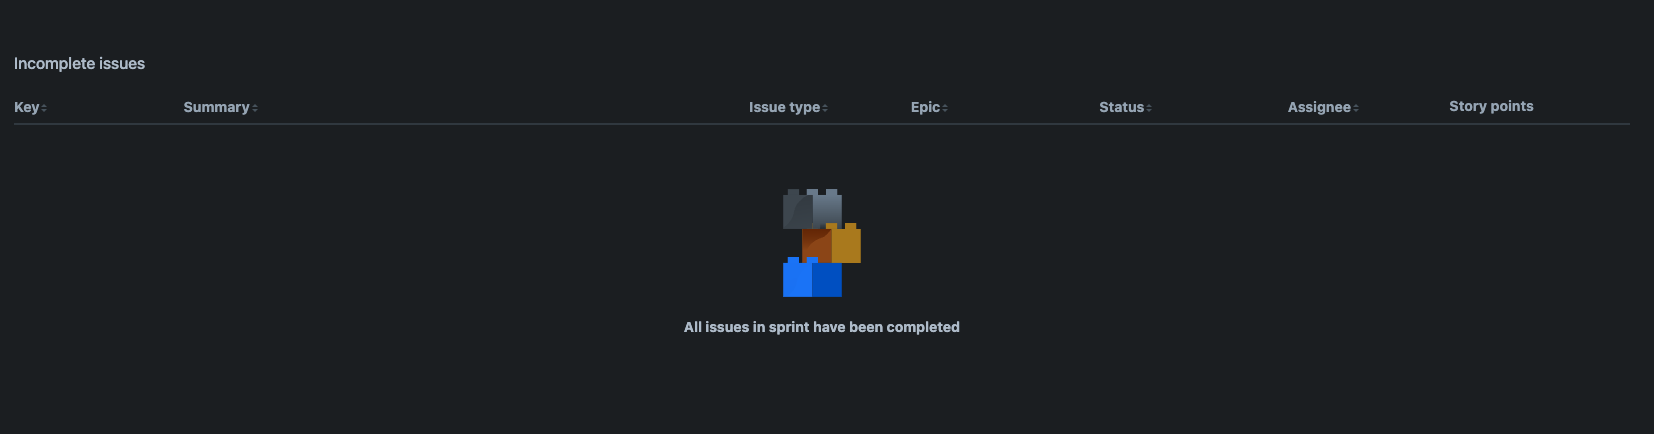 Incomplete issues
Key Summary Issue type Epic Status Assignee Story points
All issues in sprint have been completed